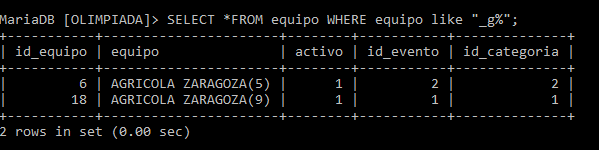 MariaDB [OLIMPIADA]> SELECT *FROM equipo WHERE equipo like "_g%";
+-----------+---------------------+--------+-----------+--------------+
| id_equipo | equipo              | activo | id_evento | id_categoria |
+-----------+---------------------+--------+-----------+--------------+
|         6 | AGRICOLA ZARAGOZA(5) |      1 |         2 |            2 |
|        18 | AGRICOLA ZARAGOZA(9) |      1 |         1 |            1 |
+-----------+---------------------+--------+-----------+--------------+
2 rows in set (0.00 sec)